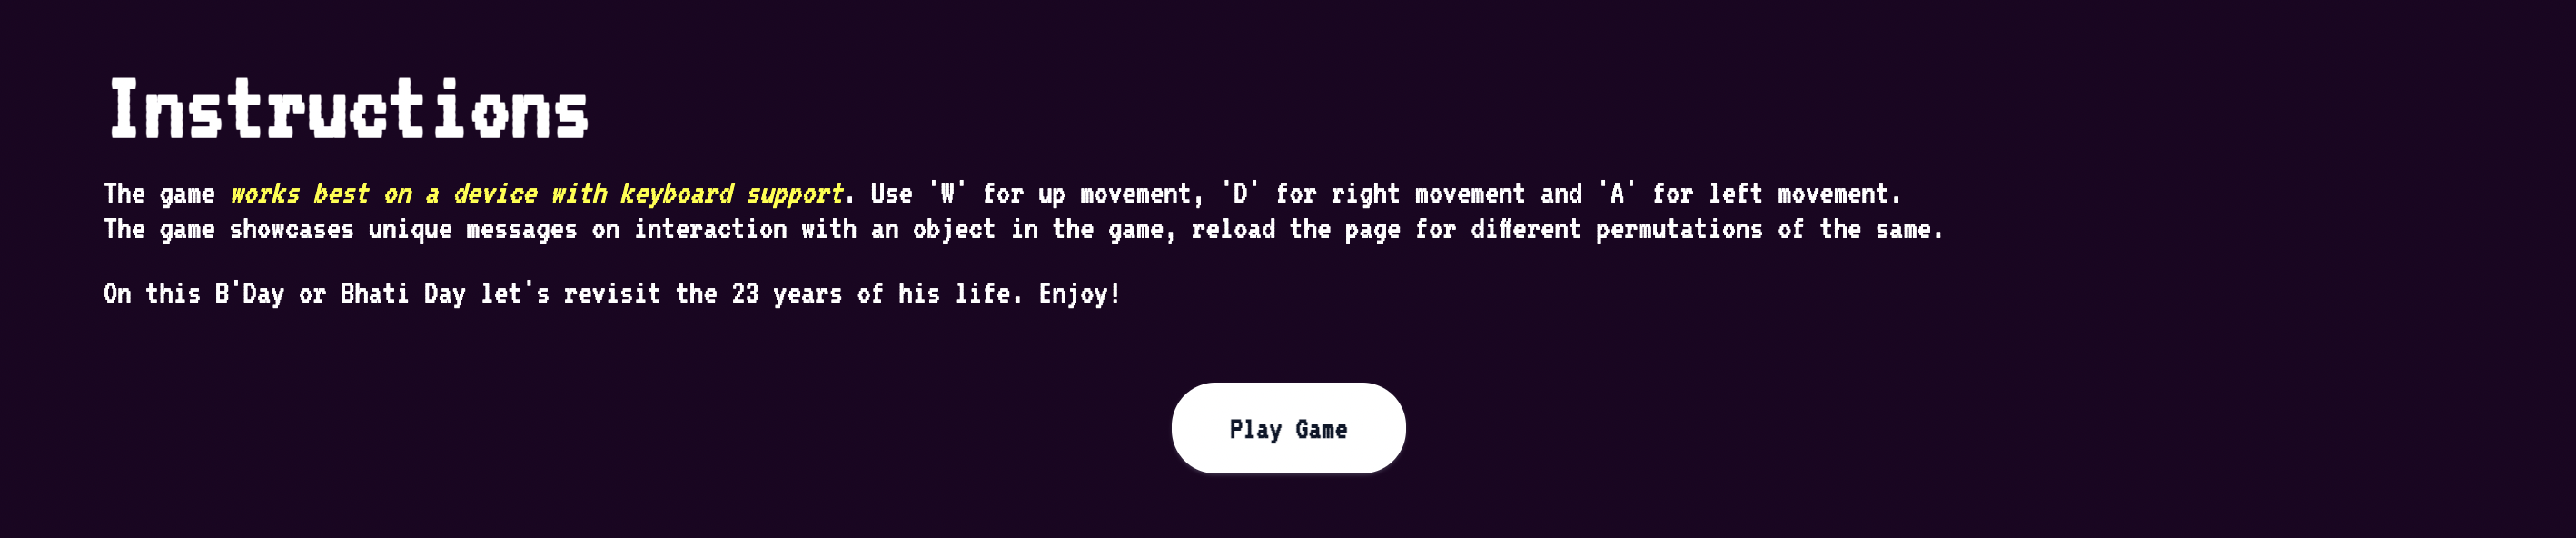 Instructions
The game works best on a device with keyboard support. Use 'W' for up movement, 'D' for right movement and 'A' for left movement.
The game showcases unique messages on interaction with an object in the game, reload the page for different permutations of the same.
On this B'Day or Bhati Day let's revisit the 23 years of his life. Enjoy!
Play Game